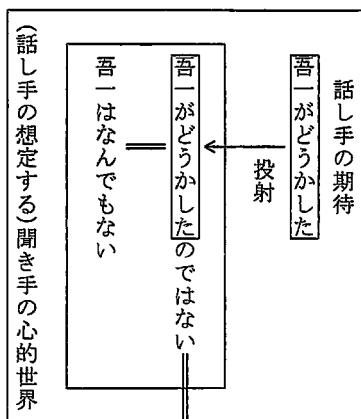 話し手の期待
吾一がどうかした
投射
吾一がどうかしたのではない
吾一はなんでもない
(話し手の想定する)聞き手の心的世界